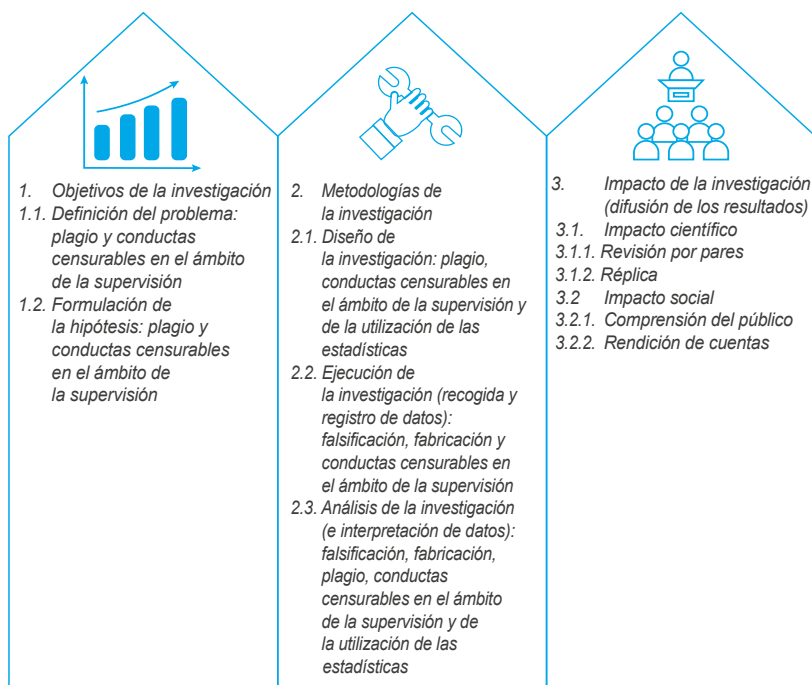 1. Objetivos de la investigación
1.1. Definición del problema:
plagio y conductas
censurables en el ámbito
de la supervisión
1.2. Formulación de
la hipótesis: plagio y
conductas censurables
en el ámbito de
la supervisión
2. Metodologías de
la investigación
2.1. Diseño de
la investigación: plagio,
conductas censurables en
el ámbito de la supervisión y
de la utilización de las
estadísticas
2.2. Ejecución de
la investigación (recogida y
registro de datos):
falsificación, fabricación y
conductas censurables en
el ámbito de la supervisión
2.3. Análisis de la investigación
(e interpretación de datos):
falsificación, fabricación,
plagio, conductas
censurables en el ámbito
de la supervisión y de
la utilización de las
estadísticas
3. Impacto de la investigación
(difusión de los resultados)
3.1. Impacto científico
3.1.1. Revisión por pares
3.1.2. Réplica
3.2 Impacto social
3.2.1. Comprensión del público
3.2.2. Rendición de cuentas